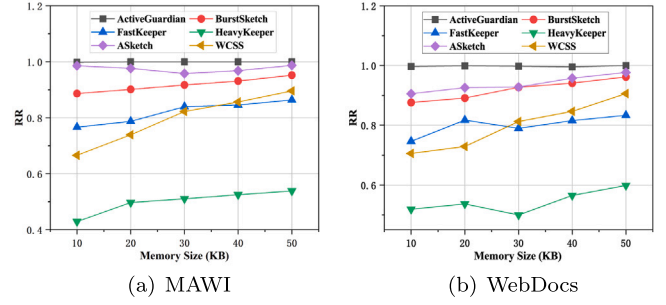 1.2
ActiveGuardian BurstSketch
FastKeeper HeavyKeeper
ASketch WCSS
1.0
0.8
0.6
0.4
RR
10 20 30 40 50
Memory Size (KB)
(a) MAWI
1.2
ActiveGuardian BurstSketch
FastKeeper HeavyKeeper
ASketch WCSS
1.0
0.8
0.6
RR
10 20 30 40 50
Memory Size (KB)
(b) WebDocs